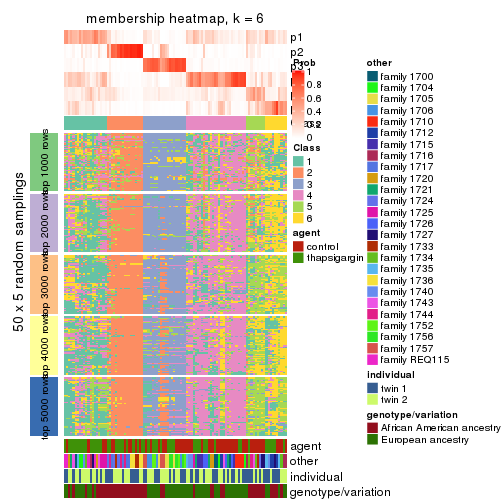 membership heatmap, k = 6
p1
p2
p3
Prob
1
0.8
0.6
0.4
0.2
0
Class
1
2
3
4
5
6
agent
control
thapsigargin
other
family 1700
family 1704
family 1705
family 1706
family 1710
family 1712
family 1715
family 1716
family 1717
family 1720
family 1721
family 1724
family 1725
family 1726
family 1727
family 1733
family 1734
family 1735
family 1736
family 1740
family 1743
family 1744
family 1752
family 1756
family 1757
family REQ115
individual
twin 1
twin 2
genotype/variation
African American ancestry
European ancestry
50 x 5 random samplings
top 1000 rows
top 2000 rows
top 3000 rows
top 4000 rows
top 5000 rows
agent
other
individual
genotype/variation